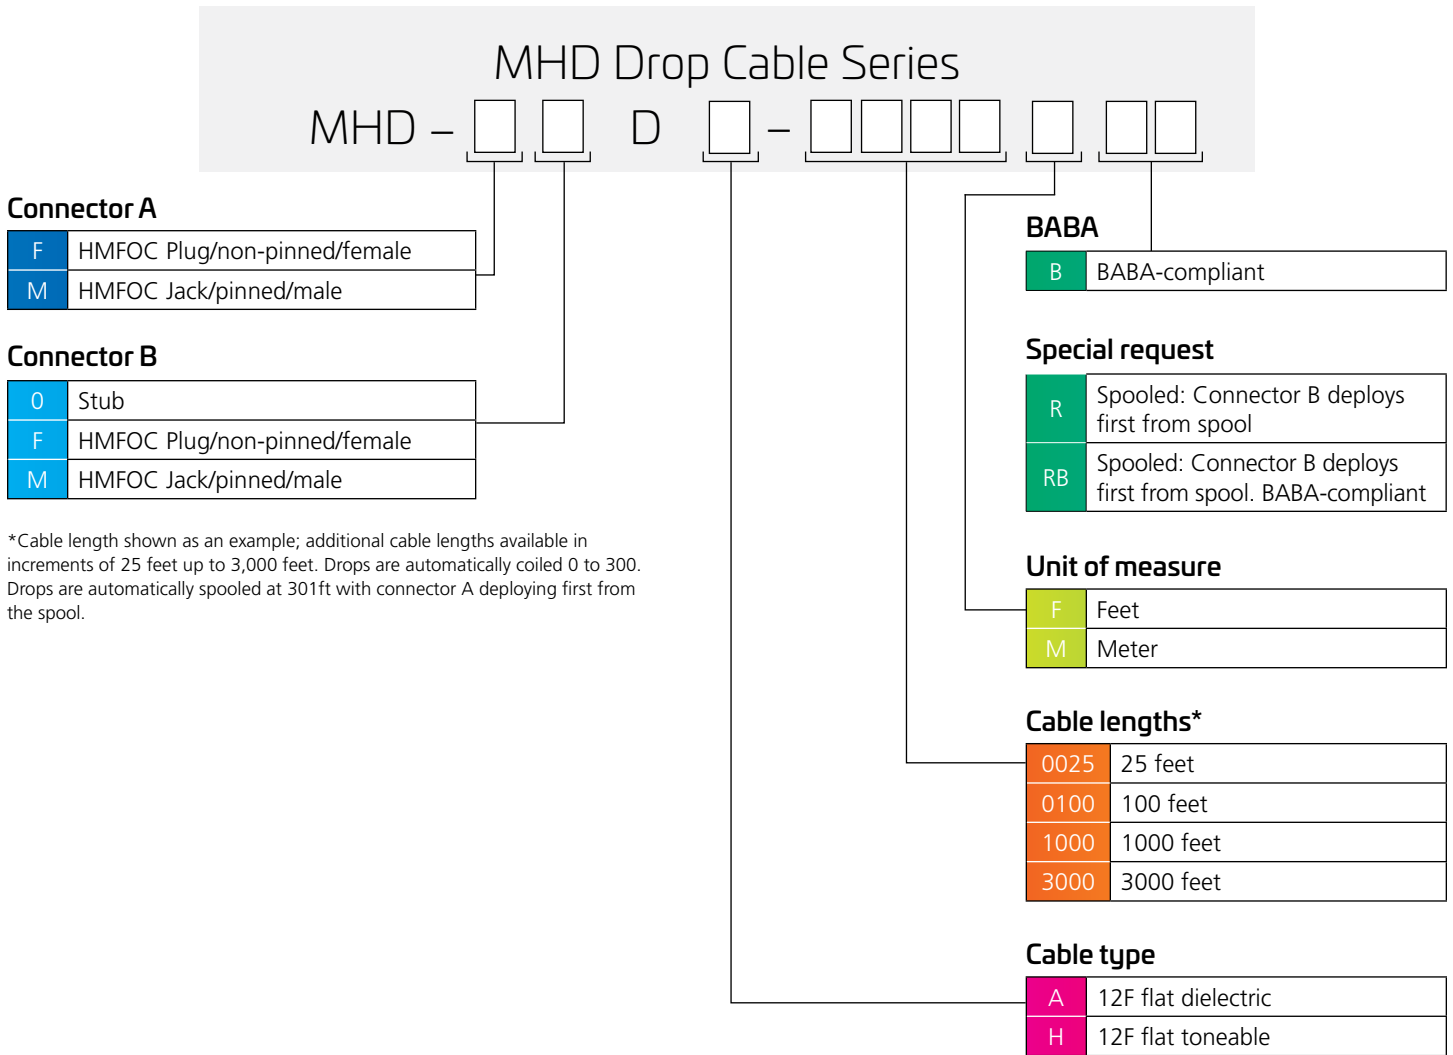 MHD Drop Cable Series
MHD – D –
Connector A
F HMFOC Plug/non-pinned/female
M HMFOC Jack/pinned/male
Connector B
0 Stub
F HMFOC Plug/non-pinned/female
M HMFOC Jack/pinned/male
*Cable length shown as an example; additional cable lengths available in
increments of 25 feet up to 3,000 feet. Drops are automatically coiled 0 to 300.
Drops are automatically spooled at 301ft with connector A deploying first from
the spool.
BABA
B BABA-compliant
Special request
R Spooled: Connector B deploys
first from spool
RB Spooled: Connector B deploys
first from spool. BABA-compliant
Unit of measure
F Feet
M Meter
Cable lengths*
0025 25 feet
0100 100 feet
1000 1000 feet
3000 3000 feet
Cable type
A 12F flat dielectric
H 12F flat toneable